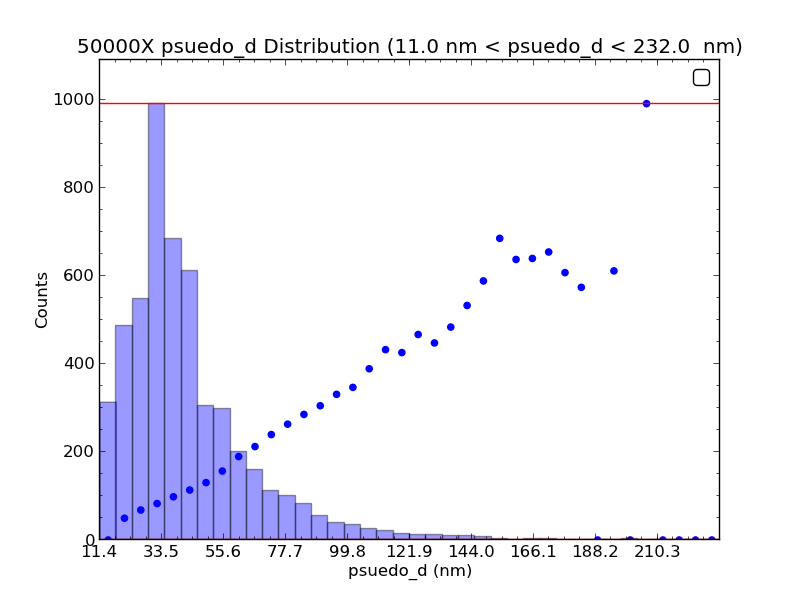 50000X psuedo_d Distribution (11.0 nm < psuedo_d < 232.0  nm)
1000
800
600
400
200
0
Counts
11.4 33.5 55.6 77.7 99.8 121.9 144.0 166.1 188.2 210.3
psuedo_d (nm)